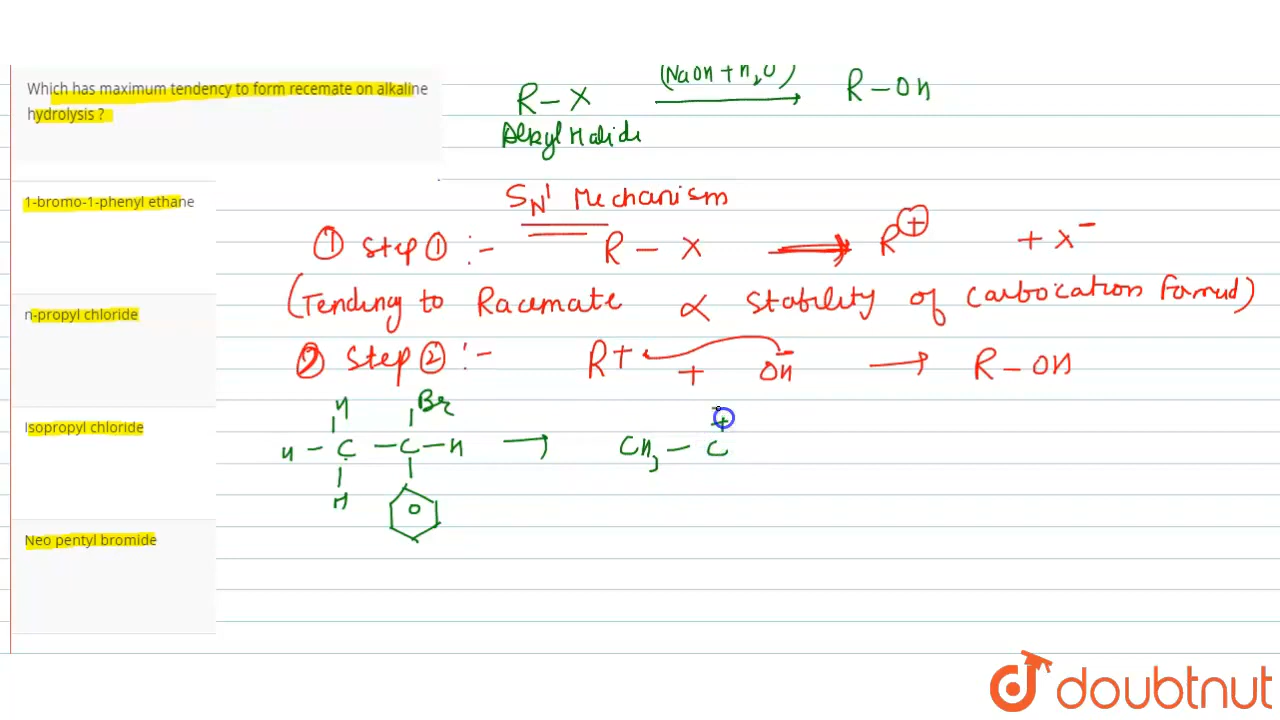 Which has maximum tendency to form recemate on alkaline
hydrolysis ?
1-bromo-1-phenyl ethane
n-propyl chloride
Isopropyl chloride
Neo pentyl bromide
(NaOH + H₂O)
R - X → R - OH
Alkyl Halide
SN¹ Mechanism
① Step ① :- R - X → R⊕ + X⁻
(Tendency to Racemate ∝ Stability of Carbocation Formed)
② Step ② :- R+ + OH⁻ → R - OH
H Br
H - C - C - H → CH₃ - C +
H
doubtnut